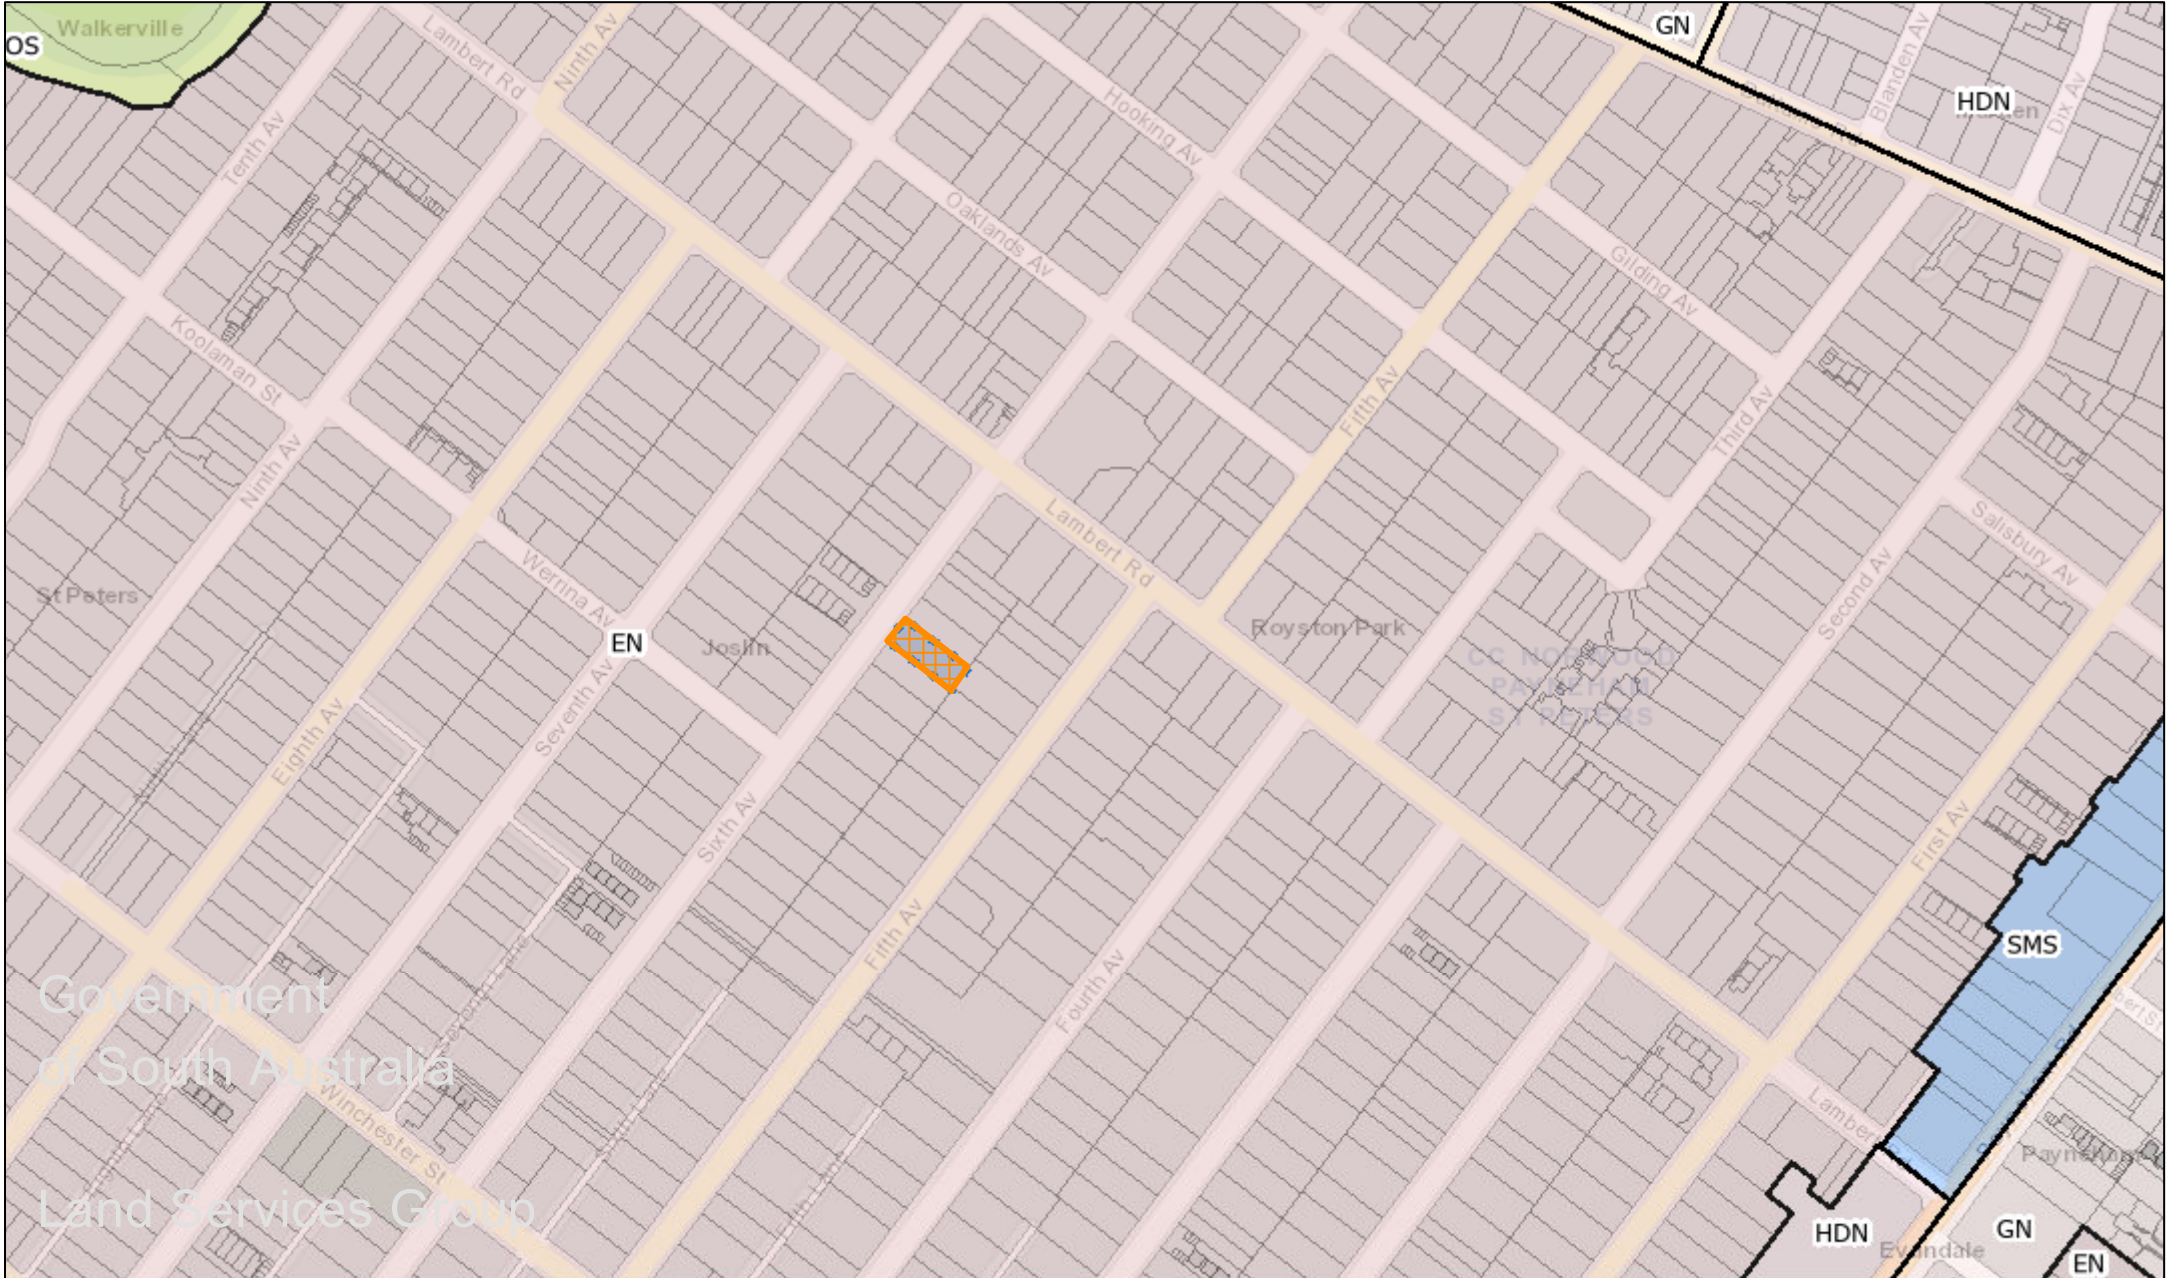 Walkerville
OS
Lambert Rd
Ninth Av
GN
Blanden Av
HDN
Dix Av
Tenth Av
Hooking Av
Oaklands Av
Gilding Av
Koolaman St
Fifth Av
Third Av
Ninth Av
Lambert Rd
Salisbury Av
Werrina Av
Second Av
St Peters
EN
Joslin
Royston Park
CC NORWOOD
PAYNEHAM
ST PETERS
Seventh Av
Eighth Av
Sixth Av
First Av
Fifth Av
SMS
Fourth Av
Government
of South Australia
Land Services Group
Winchester St
Lambert
Payneham
HDN
GN
Evandale
EN